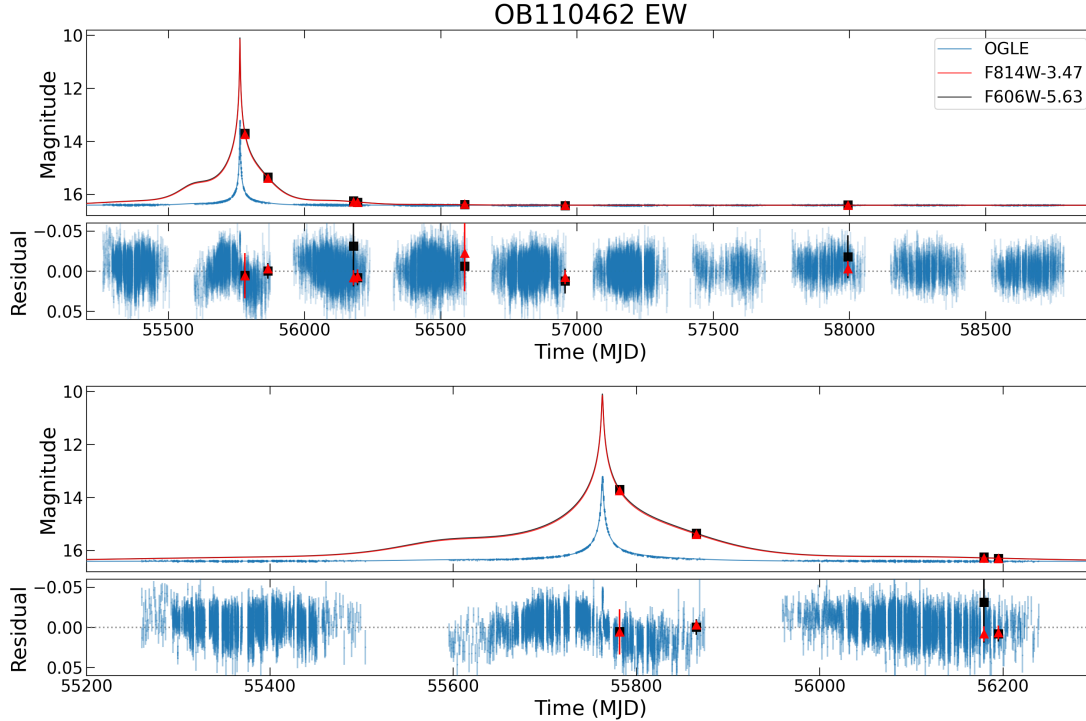 OB110462 EW
10
12
14
16
Magnitude
OGLE
F814W-3.47
F606W-5.63
−0.05
0.00
0.05
Residual
55500
56000
56500
57000
57500
58000
58500
Time (MJD)
10
12
14
16
Magnitude
−0.05
0.00
0.05
Residual
55200
55400
55600
55800
56000
56200
Time (MJD)